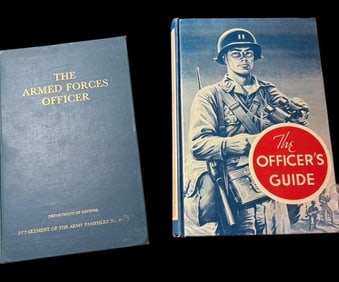 THE
ARMED FORCES
OFFICER
DEPARTMENT OF DEFENSE
DEPARTMENT OF THE ARMY PAMPHLET
The
OFFICER'S
GUIDE